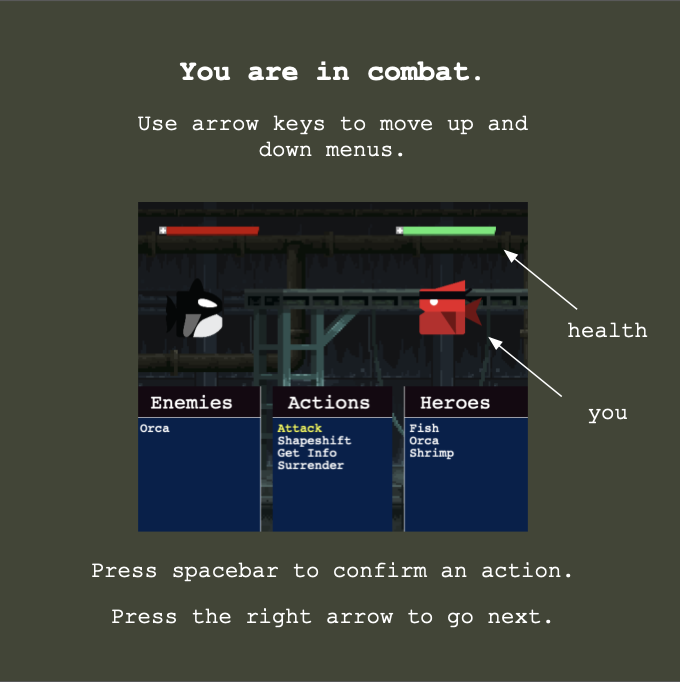 You are in combat.
Use arrow keys to move up and
down menus.
health
you
Enemies
Orca
Actions
Attack
Shapeshift
Get Info
Surrender
Heroes
Fish
Orca
Shrimp
Press spacebar to confirm an action.
Press the right arrow to go next.